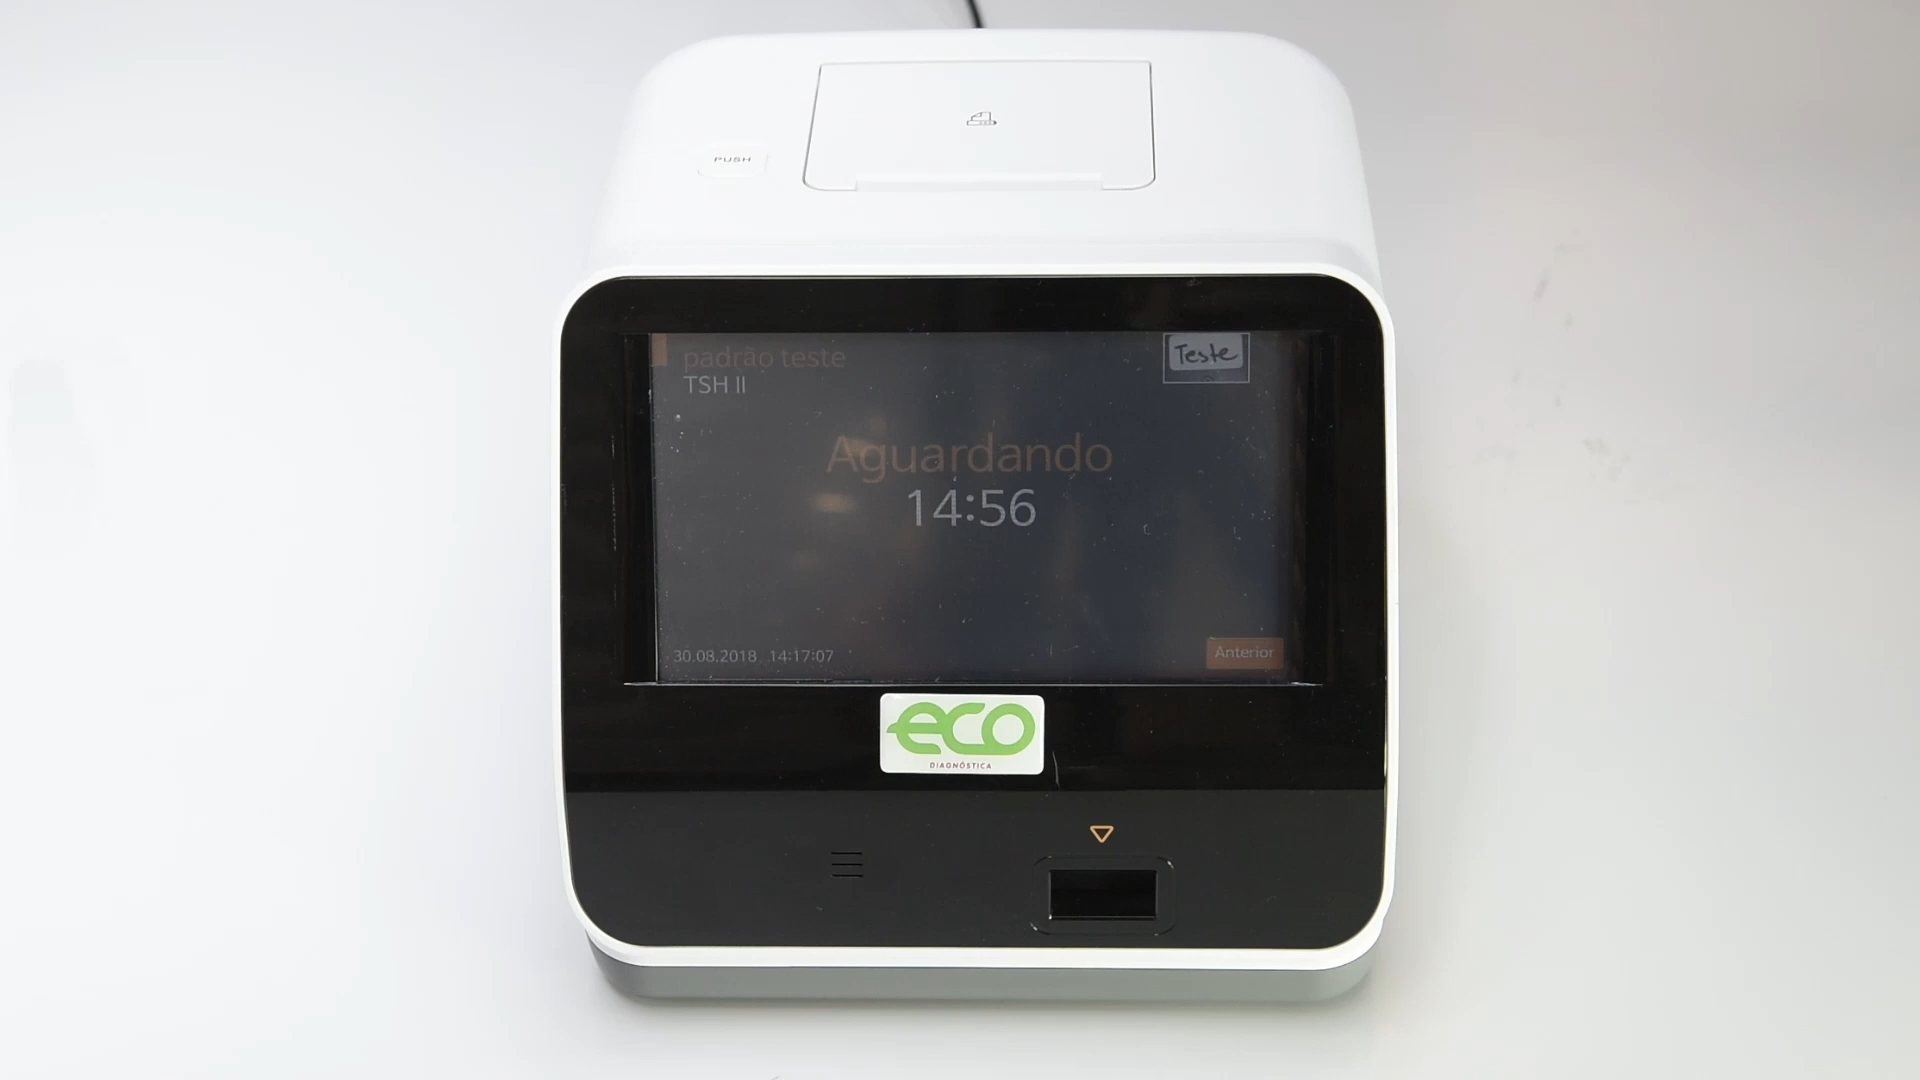 PUSH
padrão teste
Teste
TSH II
Aguardando
14:56
30.08.2018 14:17:07
Anterior
eco
DIAGNÓSTICA